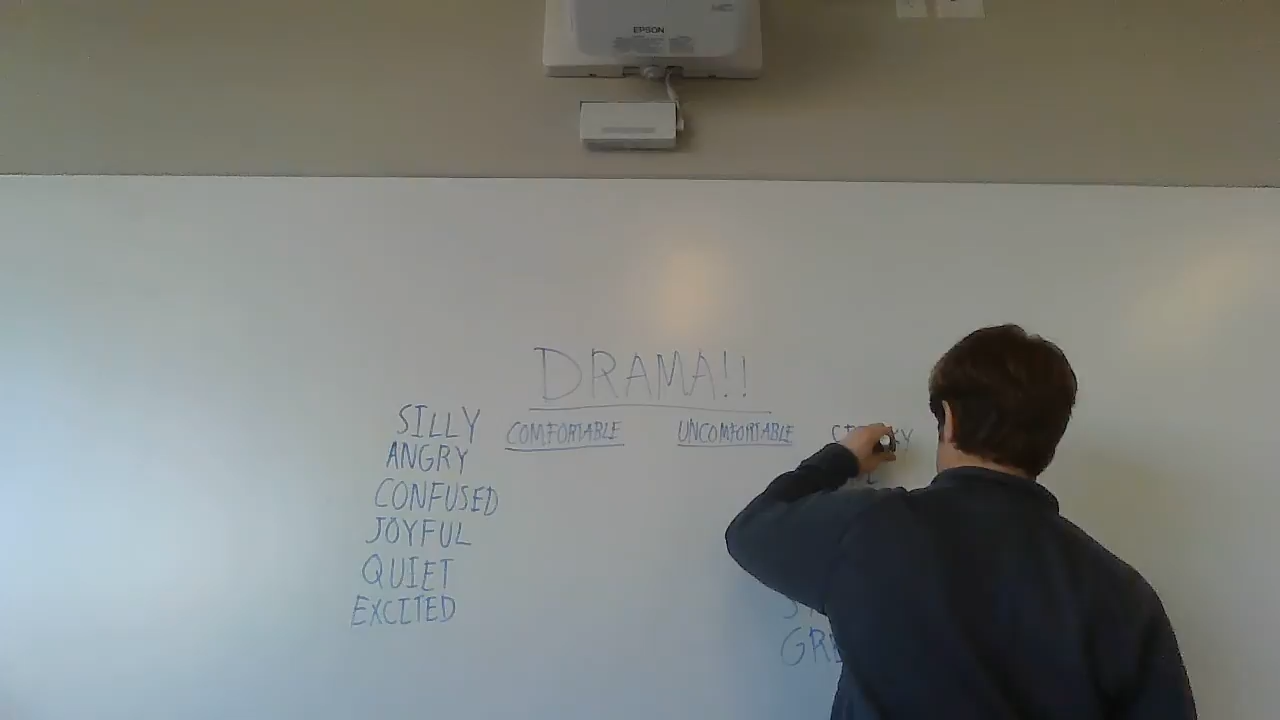 EPSON
DRAMA!!
COMFORTABLE
UNCOMFORTABLE
SILLY
ANGRY
CONFUSED
JOYFUL
QUIET
EXCITED